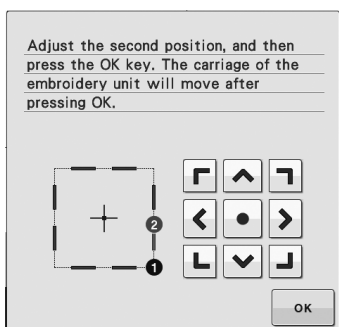 Adjust the second position, and then
press the OK key. The carriage of the
embroidery unit will move after
pressing OK.
2
1
OK